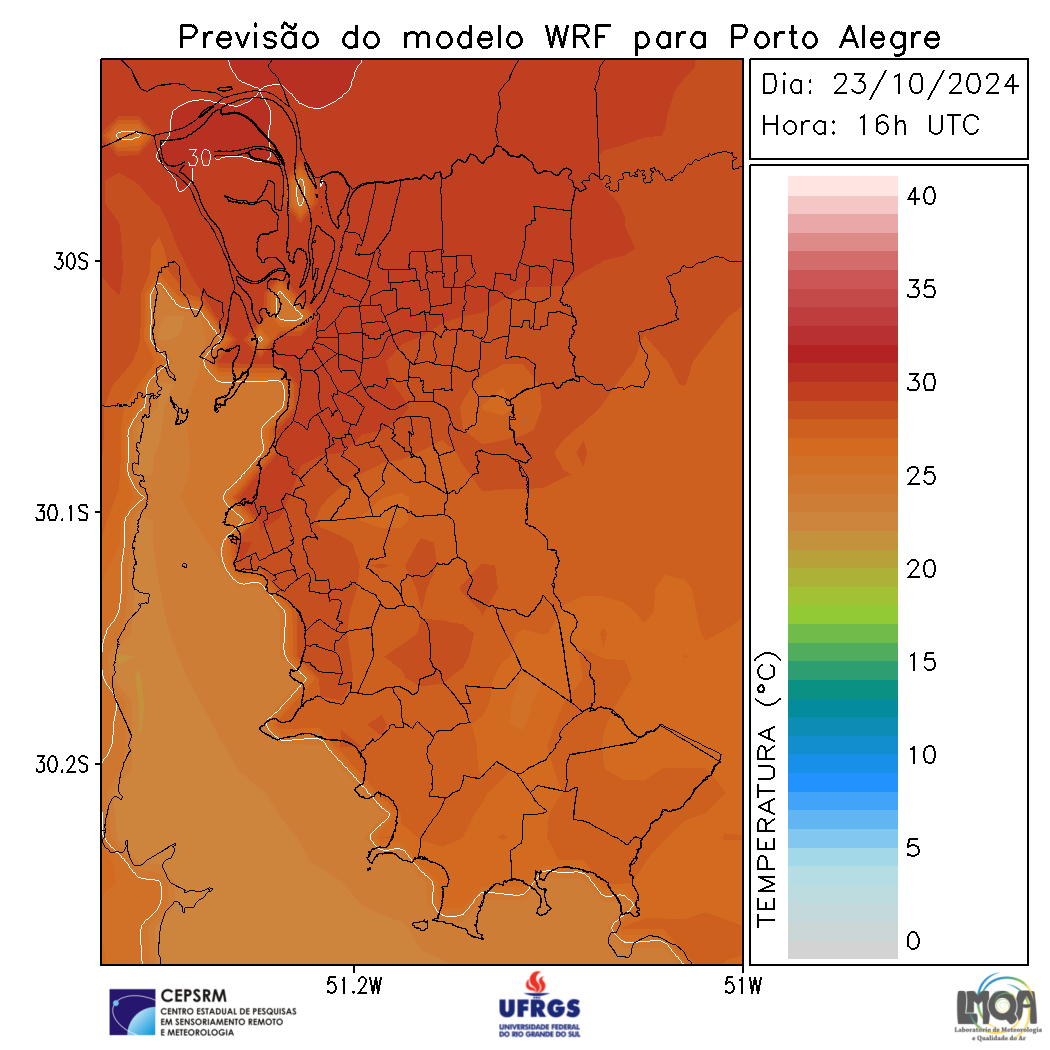 Previsão do modelo WRF para Porto Alegre
Dia: 23/10/2024
Hora: 16h UTC
30
30S
30.1S
30.2S
51.2W
51W
TEMPERATURA (°C)
40
35
30
25
20
15
10
5
0
CEPSRM
CENTRO ESTADUAL DE PESQUISAS
EM SENSORIAMENTO REMOTO
E METEOROLOGIA
UFRGS
UNIVERSIDADE FEDERAL
DO RIO GRANDE DO SUL
LMQA
Laboratório de Meteorologia
e Qualidade do Ar